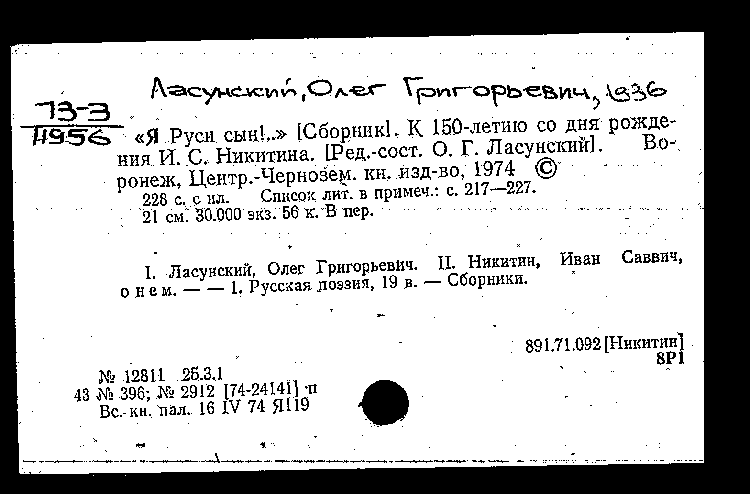 Ласунский, Олег Григорьевич, 1936
73-3
11956
«Я Руси сын!..» [Сборник]. К 150-летию со дня рожде-
ния И. С. Никитина. [Ред.-сост. О. Г. Ласунский]. Во-
ронеж, Центр.-Чернозем. кн. изд-во, 1974 ©
228 с. с ил. Список лит. в примеч.: с. 217—227.
21 см. 30.000 экз. 56 к. В пер.
I. Ласунский, Олег Григорьевич. II. Никитин, Иван Саввич,
о нем. — — 1. Русская поэзия, 19 в. — Сборники.
891.71.092 [Никитин]
8Р1
№ 12811 25.3.1
43 № 396; № 2912 [74-24141] п
Вс. кн. пал. 16 IV 74 Я119